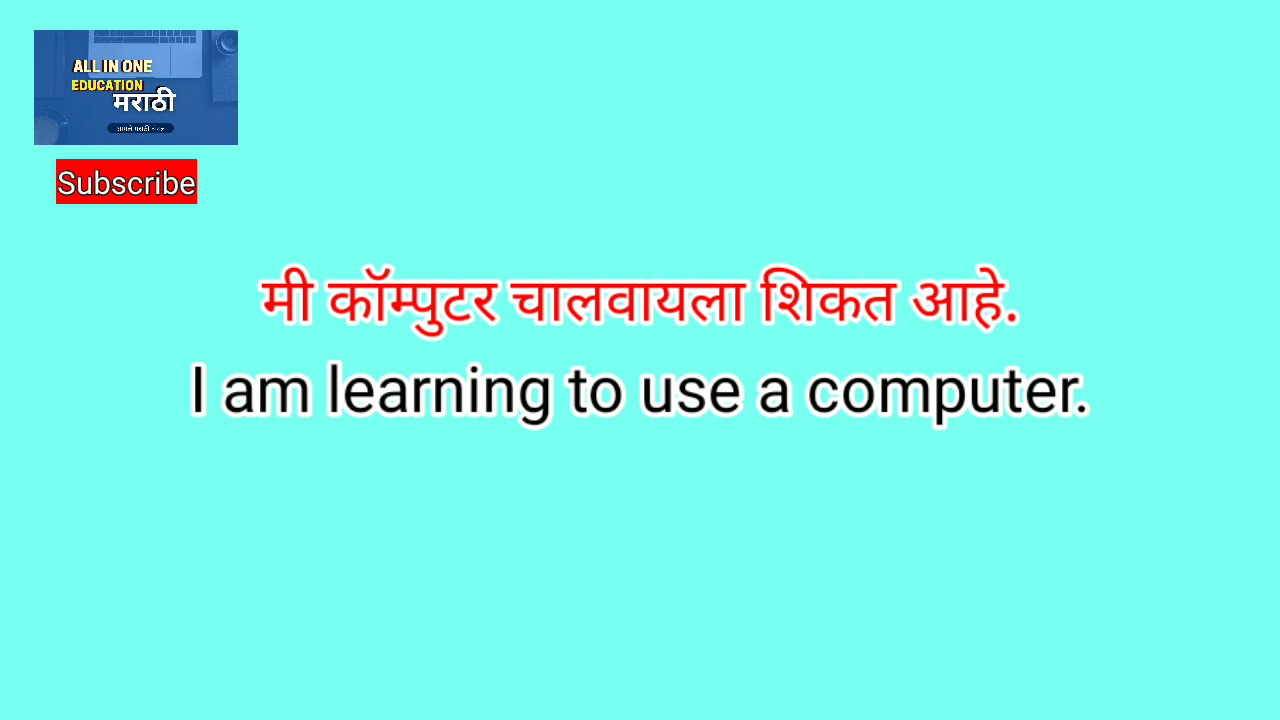 ALL IN ONE
EDUCATION
मराठी
Subscribe
मी कॉम्पुटर चालवायला शिकत आहे.
I am learning to use a computer.